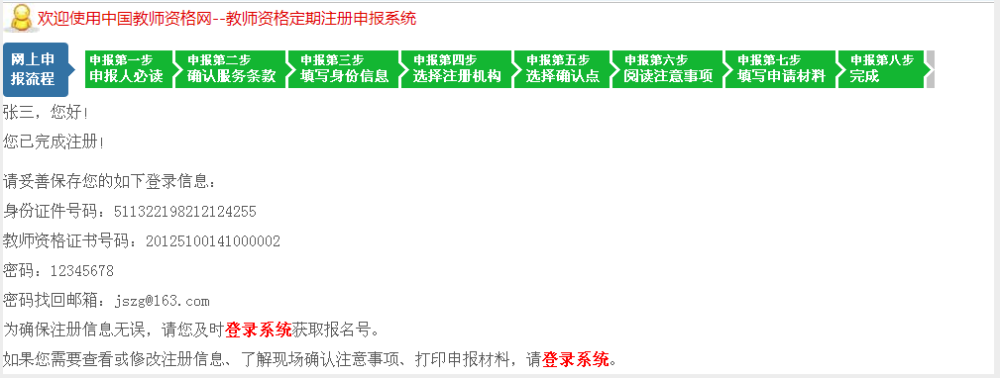 欢迎使用中国教师资格网--教师资格定期注册申报系统
网上申报流程
申报第一步 申报人必读
申报第二步 确认服务条款
申报第三步 填写身份信息
申报第四步 选择注册机构
申报第五步 选择确认点
申报第六步 阅读注意事项
申报第七步 填写申请材料
申报第八步 完成
张三，您好!
您已完成注册!
请妥善保存您的如下登录信息：
身份证件号码：511322198212124255
教师资格证书号码：20125100141000002
密码：12345678
密码找回邮箱：jszg@163.com
为确保注册信息无误，请您及时登录系统获取报名号。
如果您需要查看或修改注册信息、了解现场确认注意事项、打印申报材料，请登录系统。